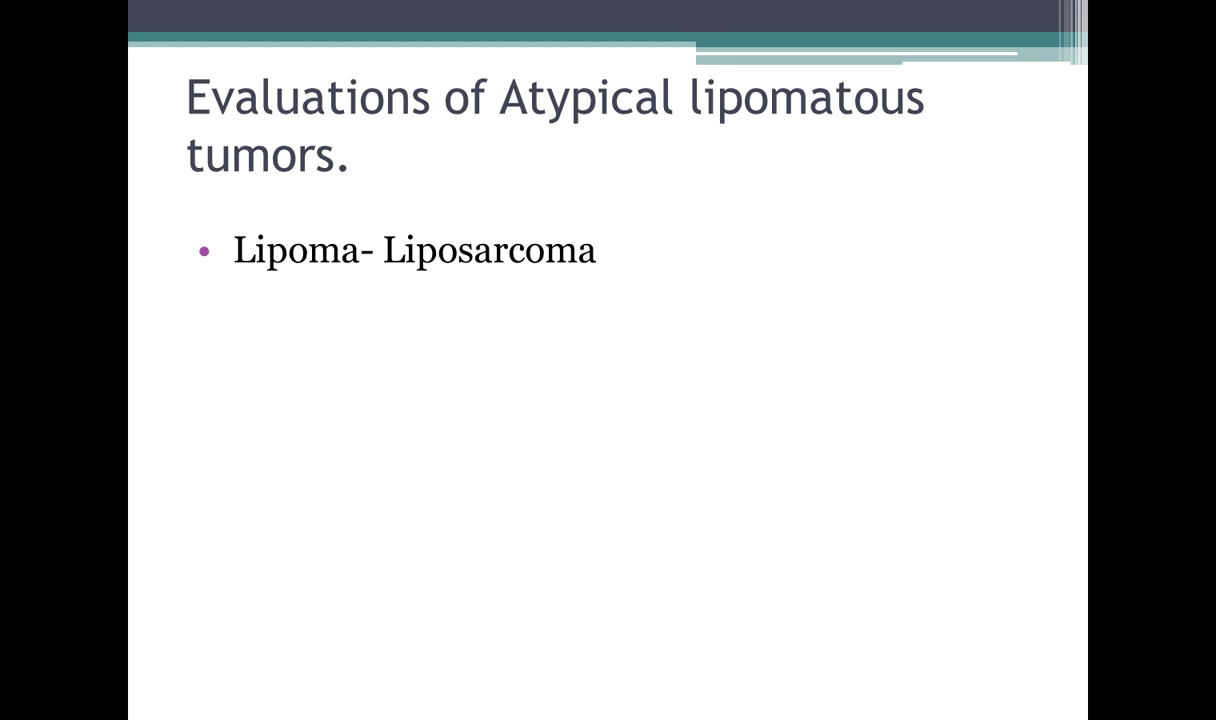 Evaluations of Atypical lipomatous
tumors.
• Lipoma- Liposarcoma